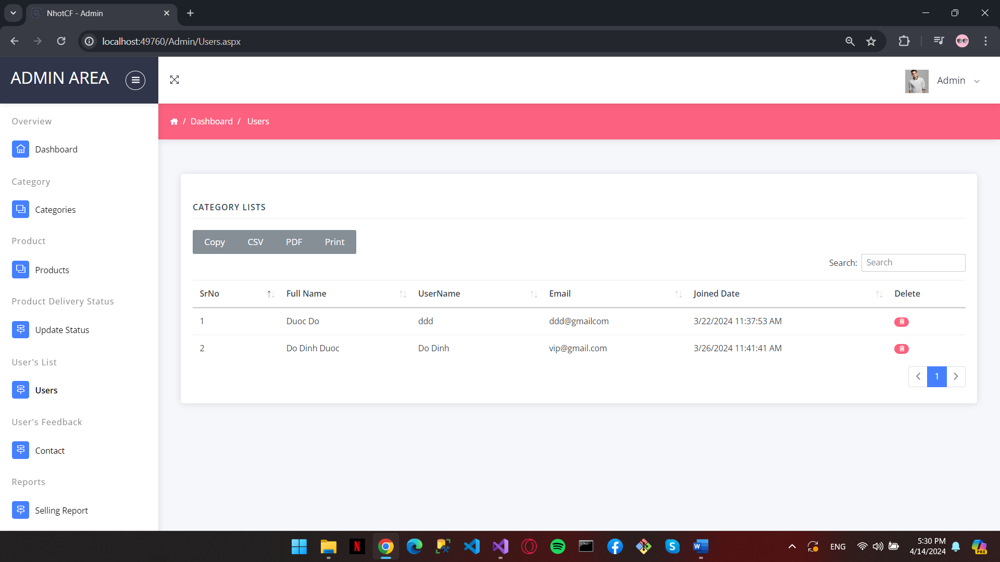 NhotCF - Admin
localhost:49760/Admin/Users.aspx
ADMIN AREA
Admin
/ Dashboard / Users
Overview
Dashboard
Category
Categories
Product
Products
Product Delivery Status
Update Status
User's List
Users
User's Feedback
Contact
Reports
Selling Report
CATEGORY LISTS
Copy CSV PDF Print
Search: Search
SrNo Full Name UserName Email Joined Date Delete
1 Duoc Do ddd ddd@gmailcom 3/22/2024 11:37:53 AM
2 Do Dinh Duoc Do Dinh vip@gmail.com 3/26/2024 11:41:41 AM
1
N
S
W
ENG
5:30 PM
4/14/2024
PRE